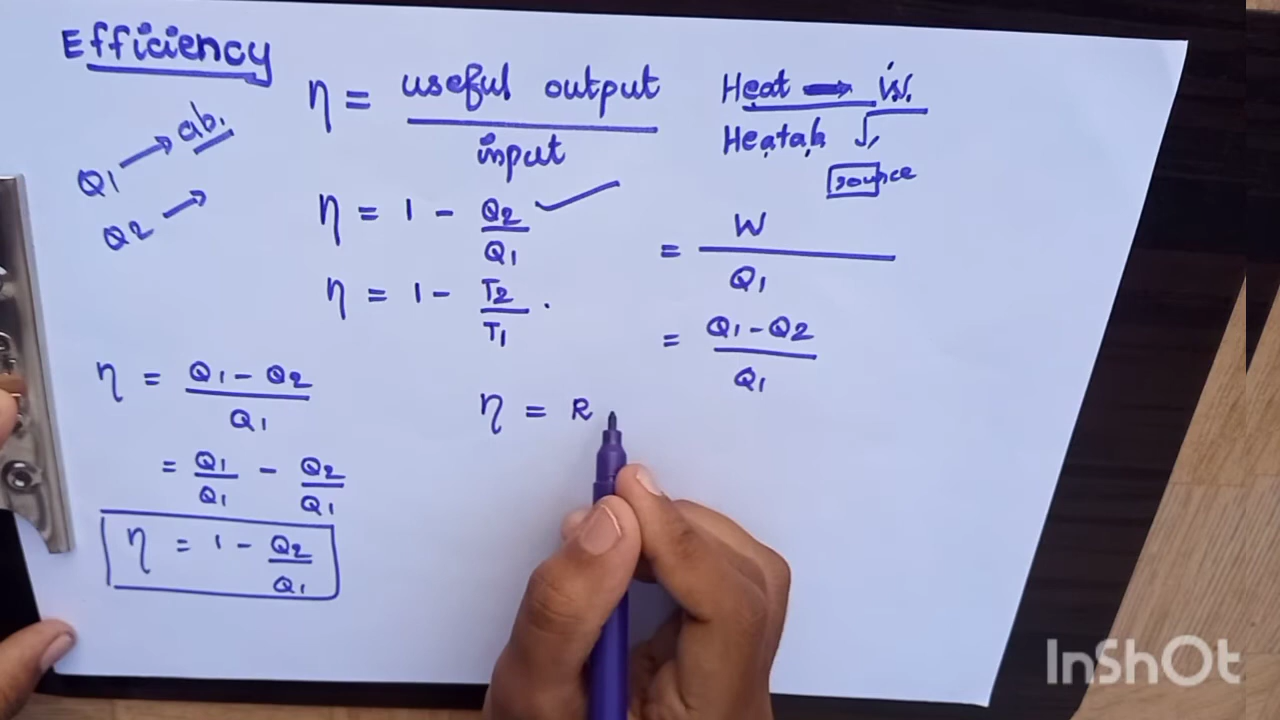 Efficiency
η = useful output / input
Q1 → ab.
Q2 →
η = 1 - Q2 / Q1
η = 1 - T2 / T1 .
Heat → W.
source
= W / Q1
= Q1 - Q2 / Q1
η = Q1 - Q2 / Q1
= Q1 / Q1 - Q2 / Q1
η = 1 - Q2 / Q1
η = R
InShOt